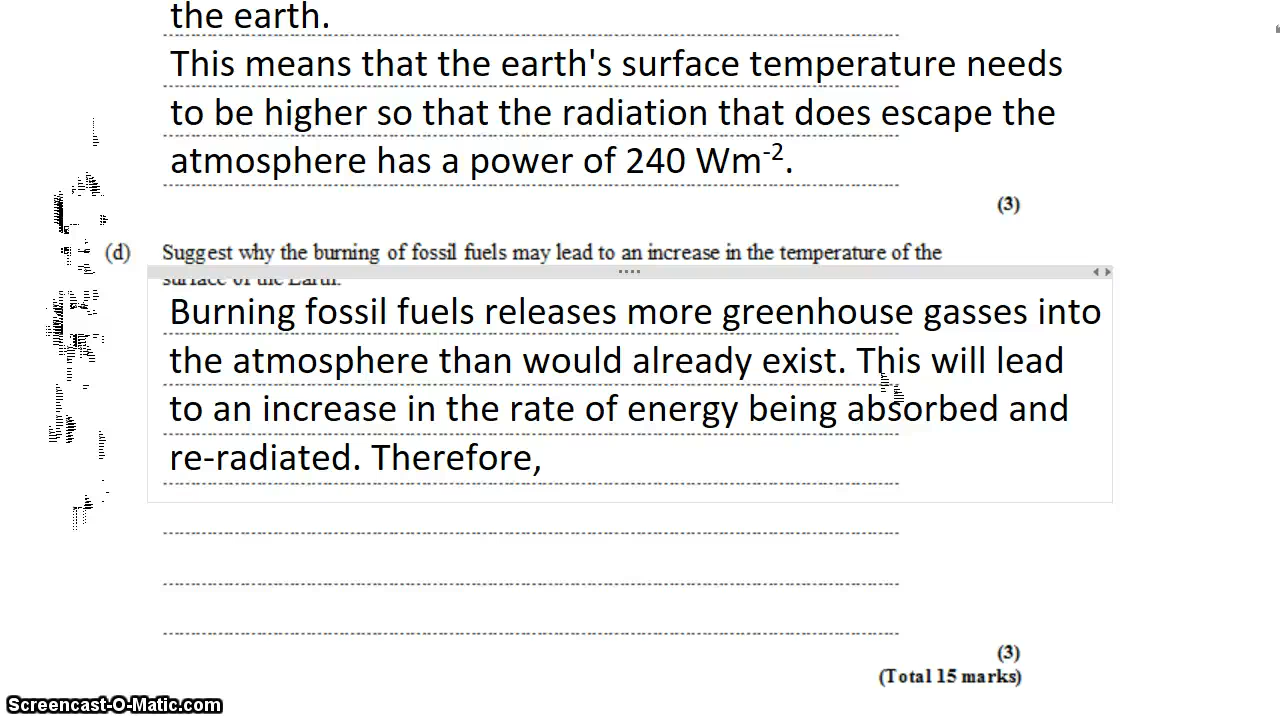 the earth.
This means that the earth's surface temperature needs
to be higher so that the radiation that does escape the
atmosphere has a power of 240 Wm⁻².
(3)
(d) Suggest why the burning of fossil fuels may lead to an increase in the temperature of the
surface of the Earth.
Burning fossil fuels releases more greenhouse gasses into
the atmosphere than would already exist. This will lead
to an increase in the rate of energy being absorbed and
re-radiated. Therefore,
(3)
(Total 15 marks)
Screencast-O-Matic.com